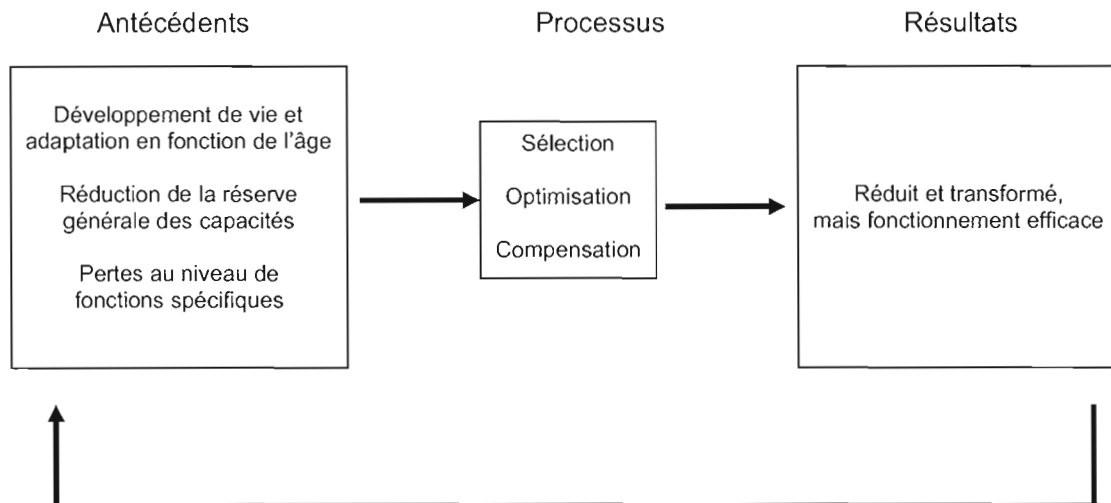 Antécédents
Processus
Résultats
Développement de vie et
adaptation en fonction de l'âge
Réduction de la réserve
générale des capacités
Pertes au niveau de
fonctions spécifiques
Sélection
Optimisation
Compensation
Réduit et transformé,
mais fonctionnement efficace